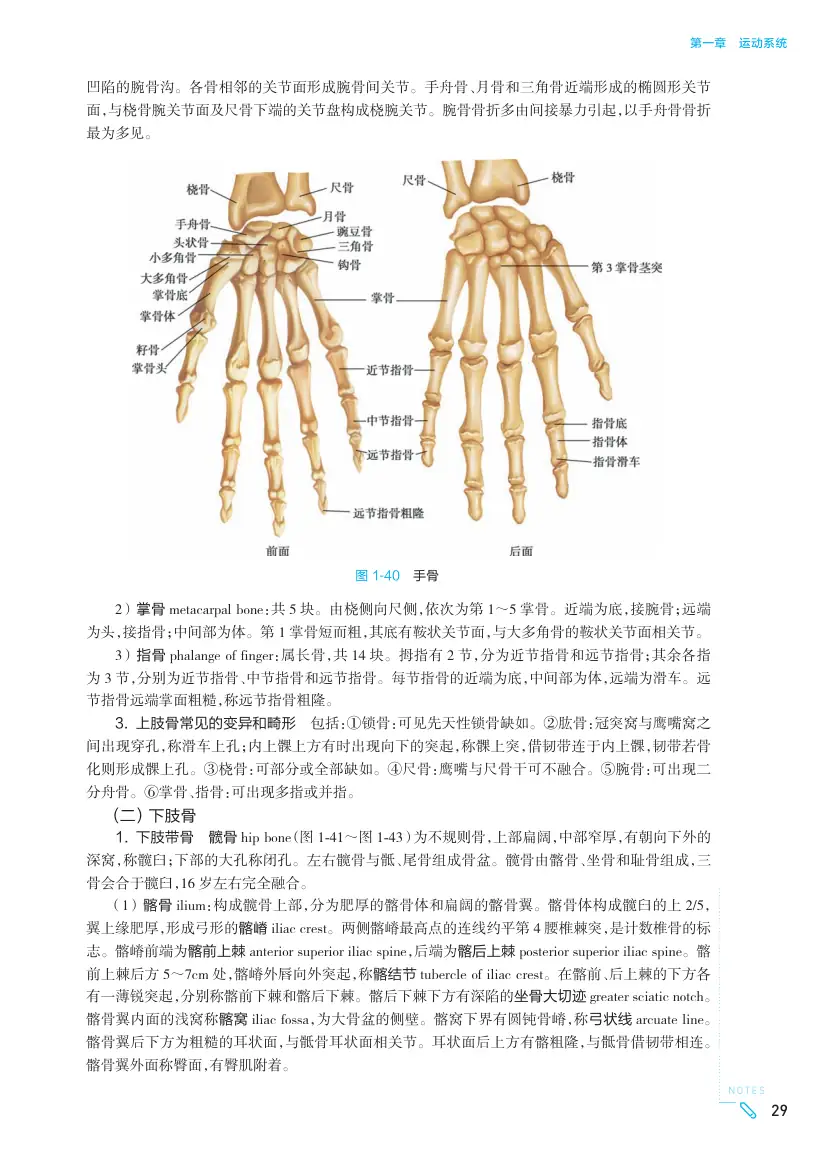 第一章　运动系统
凹陷的腕骨沟。各骨相邻的关节面形成腕骨间关节。手舟骨、月骨和三角骨近端形成的椭圆形关节
面,与桡骨腕关节面及尺骨下端的关节盘构成桡腕关节。腕骨骨折多由间接暴力引起,以手舟骨骨折
最为多见。
桡骨
尺骨
尺骨
桡骨
手舟骨
月骨
头状骨
豌豆骨
小多角骨
三角骨
大多角骨
钩骨
第 3 掌骨茎突
掌骨底
掌骨
掌骨体
籽骨
掌骨头
近节指骨
中节指骨
指骨底
指骨体
远节指骨
指骨滑车
远节指骨粗隆
前面
后面
图 1-40　手骨
2）掌骨 metacarpal bone:共 5 块。由桡侧向尺侧,依次为第 1～5 掌骨。近端为底,接腕骨;远端
为头,接指骨;中间部为体。第 1 掌骨短而粗,其底有鞍状关节面,与大多角骨的鞍状关节面相关节。
3）指骨 phalange of finger:属长骨,共 14 块。拇指有 2 节,分为近节指骨和远节指骨;其余各指
为 3 节,分别为近节指骨、中节指骨和远节指骨。每节指骨的近端为底,中间部为体,远端为滑车。远
节指骨远端掌面粗糙,称远节指骨粗隆。
3. 上肢骨常见的变异和畸形　包括:①锁骨:可见先天性锁骨缺如。②肱骨:冠突窝与鹰嘴窝之
间出现穿孔,称滑车上孔;内上髁上方有时出现向下的突起,称髁上突,借韧带连于内上髁,韧带若骨
化则形成髁上孔。③桡骨:可部分或全部缺如。④尺骨:鹰嘴与尺骨干可不融合。⑤腕骨:可出现二
分舟骨。⑥掌骨、指骨:可出现多指或并指。
（二）下肢骨
1. 下肢带骨　髋骨 hip bone（图 1-41～图 1-43）为不规则骨,上部扁阔,中部窄厚,有朝向下外的
深窝,称髋臼;下部的大孔称闭孔。左右髋骨与骶、尾骨组成骨盆。髋骨由髂骨、坐骨和耻骨组成,三
骨会合于髋臼,16 岁左右完全融合。
（1）髂骨 ilium:构成髋骨上部,分为肥厚的髂骨体和扁阔的髂骨翼。髂骨体构成髋臼的上 2/5,
翼上缘肥厚,形成弓形的髂嵴 iliac crest。两侧髂嵴最高点的连线约平第 4 腰椎棘突,是计数椎骨的标
志。髂嵴前端为髂前上棘 anterior superior iliac spine,后端为髂后上棘 posterior superior iliac spine。髂
前上棘后方 5～7cm 处,髂嵴外唇向外突起,称髂结节 tubercle of iliac crest。在髂前、后上棘的下方各
有一薄锐突起,分别称髂前下棘和髂后下棘。髂后下棘下方有深陷的坐骨大切迹 greater sciatic notch。
髂骨翼内面的浅窝称髂窝 iliac fossa,为大骨盆的侧壁。髂窝下界有圆钝骨嵴,称弓状线 arcuate line。
髂骨翼后下方为粗糙的耳状面,与骶骨耳状面相关节。耳状面后上方有髂粗隆,与骶骨借韧带相连。
髂骨翼外面称臀面,有臀肌附着。
NOTES
29